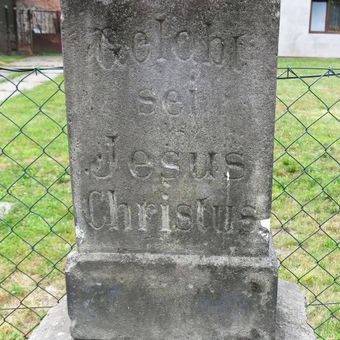 Gelobt
sei
Jesus
Christus